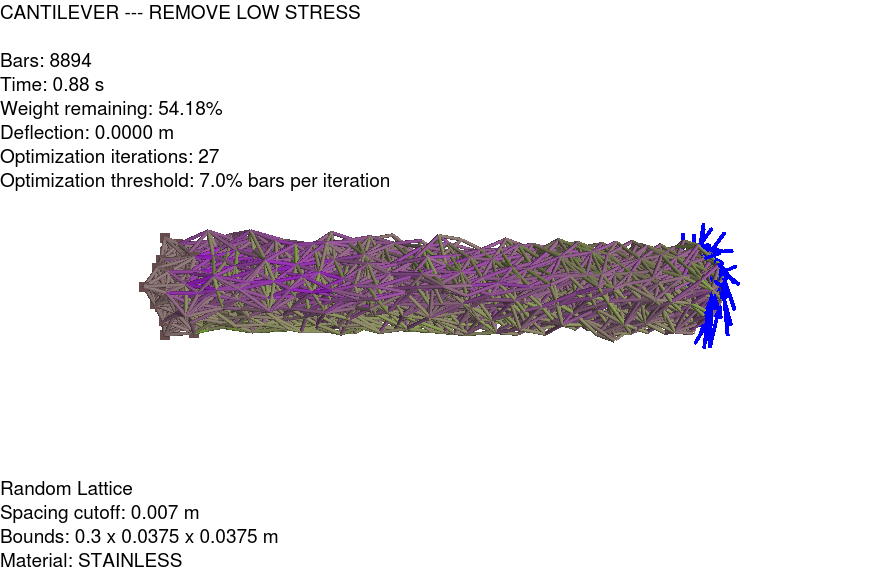 CANTILEVER --- REMOVE LOW STRESS
Bars: 8894
Time: 0.88 s
Weight remaining: 54.18%
Deflection: 0.0000 m
Optimization iterations: 27
Optimization threshold: 7.0% bars per iteration
Random Lattice
Spacing cutoff: 0.007 m
Bounds: 0.3 x 0.0375 x 0.0375 m
Material: STAINLESS